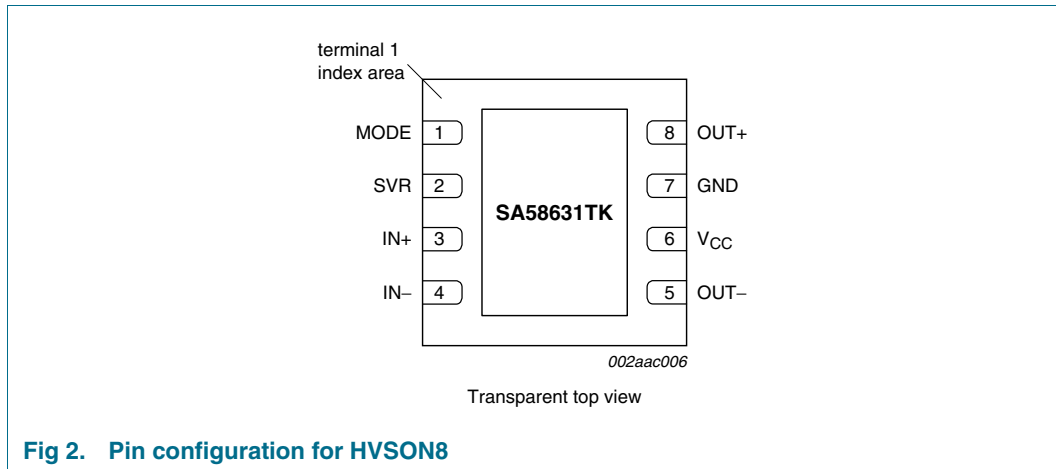 terminal 1
index area
MODE 1
SVR 2
IN+ 3
IN− 4
SA58631TK
8 OUT+
7 GND
6 VCC
5 OUT−
002aac006
Transparent top view
Fig 2. Pin configuration for HVSON8